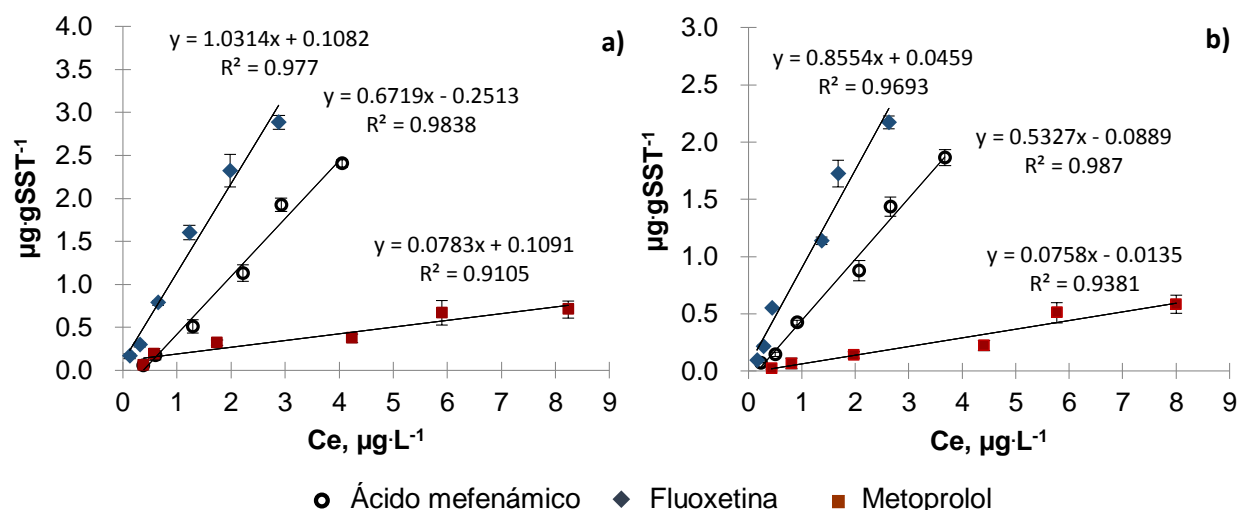 a)
y = 1.0314x + 0.1082
R² = 0.977
y = 0.6719x - 0.2513
R² = 0.9838
y = 0.0783x + 0.1091
R² = 0.9105
µg·gSST⁻¹
4.0
3.5
3.0
2.5
2.0
1.5
1.0
0.5
0.0
0 1 2 3 4 5 6 7 8 9
Ce, µg·L⁻¹
b)
y = 0.8554x + 0.0459
R² = 0.9693
y = 0.5327x - 0.0889
R² = 0.987
y = 0.0758x - 0.0135
R² = 0.9381
µg·gSST⁻¹
3.0
2.5
2.0
1.5
1.0
0.5
0.0
0 1 2 3 4 5 6 7 8 9
Ce, µg·L⁻¹
Ácido mefenámico Fluoxetina Metoprolol